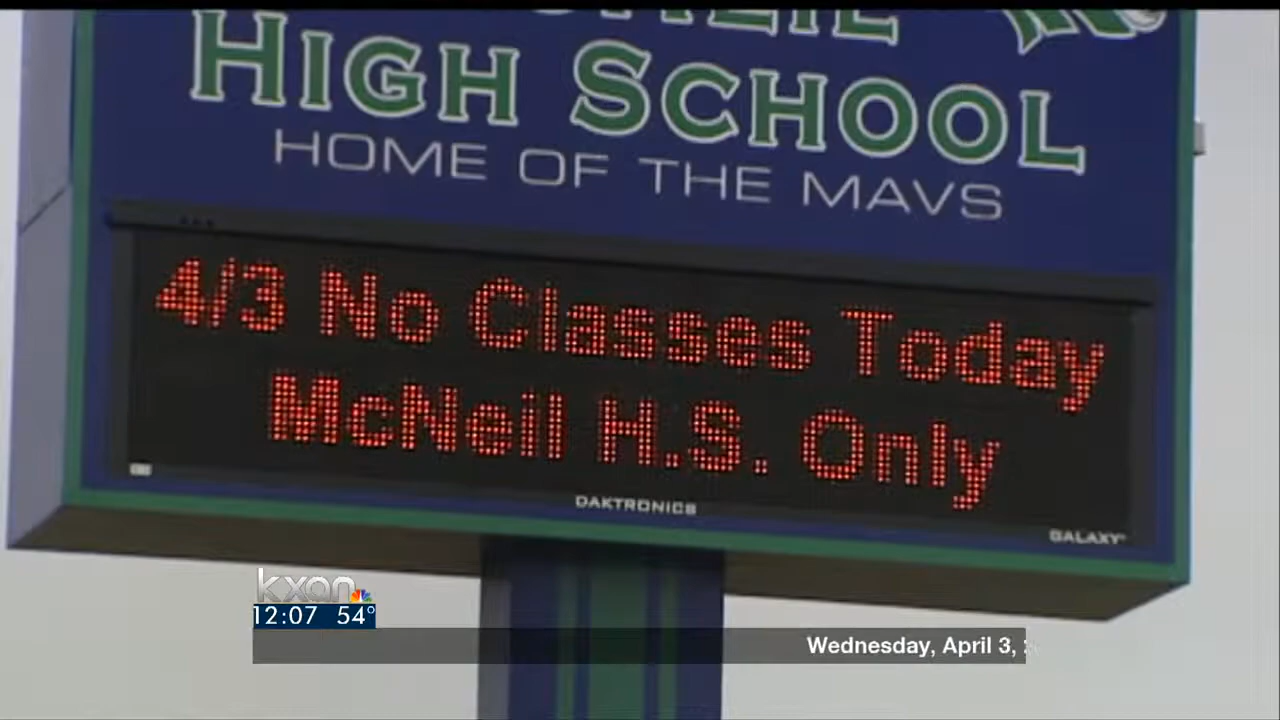 HIGH SCHOOL
HOME OF THE MAVS
4/3 No Classes Today
McNeil H.S. Only
DAKTRONICS
GALAXY
kxan
12:07 54°
Wednesday, April 3,